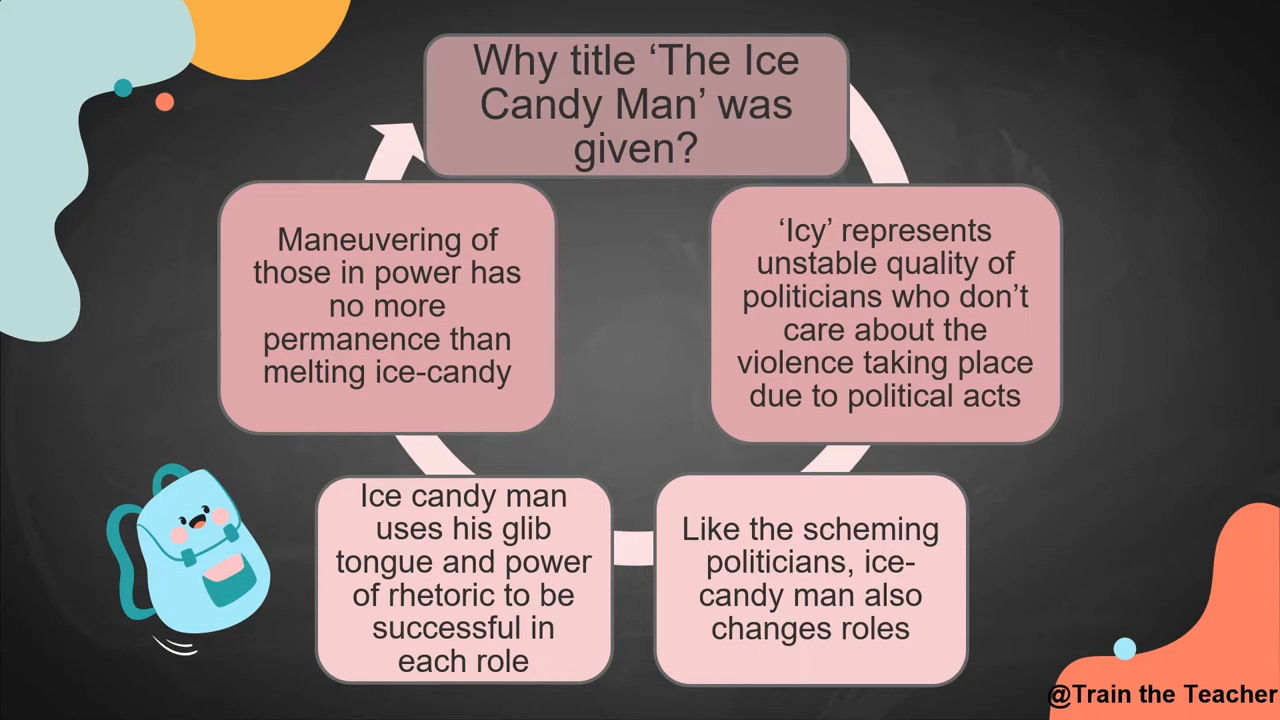 Why title ‘The Ice
Candy Man’ was
given?
‘Icy’ represents
unstable quality of
politicians who don’t
care about the
violence taking place
due to political acts
Like the scheming
politicians, ice-
candy man also
changes roles
Ice candy man
uses his glib
tongue and power
of rhetoric to be
successful in
each role
Maneuvering of
those in power has
no more
permanence than
melting ice-candy
@Train the Teacher